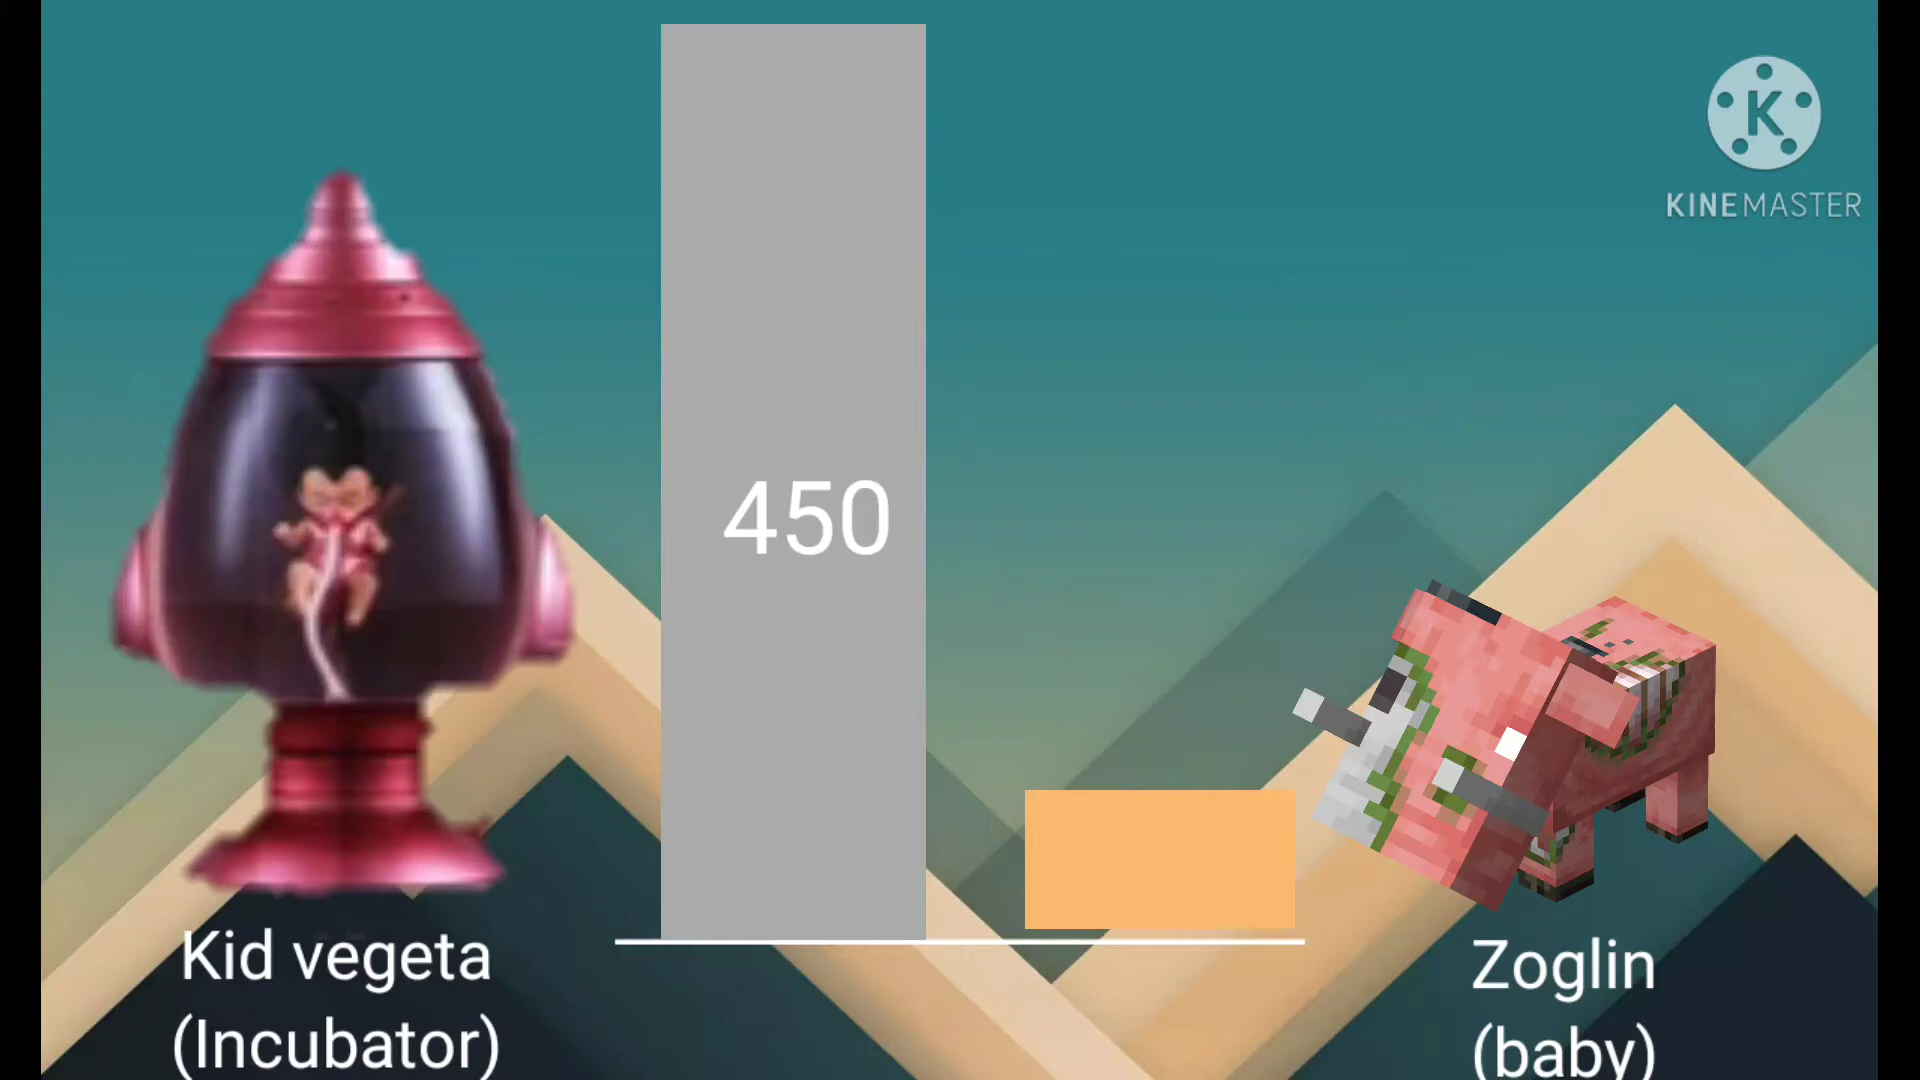 K
KINEMASTER
450
Kid vegeta
(Incubator)
Zoglin
(baby)